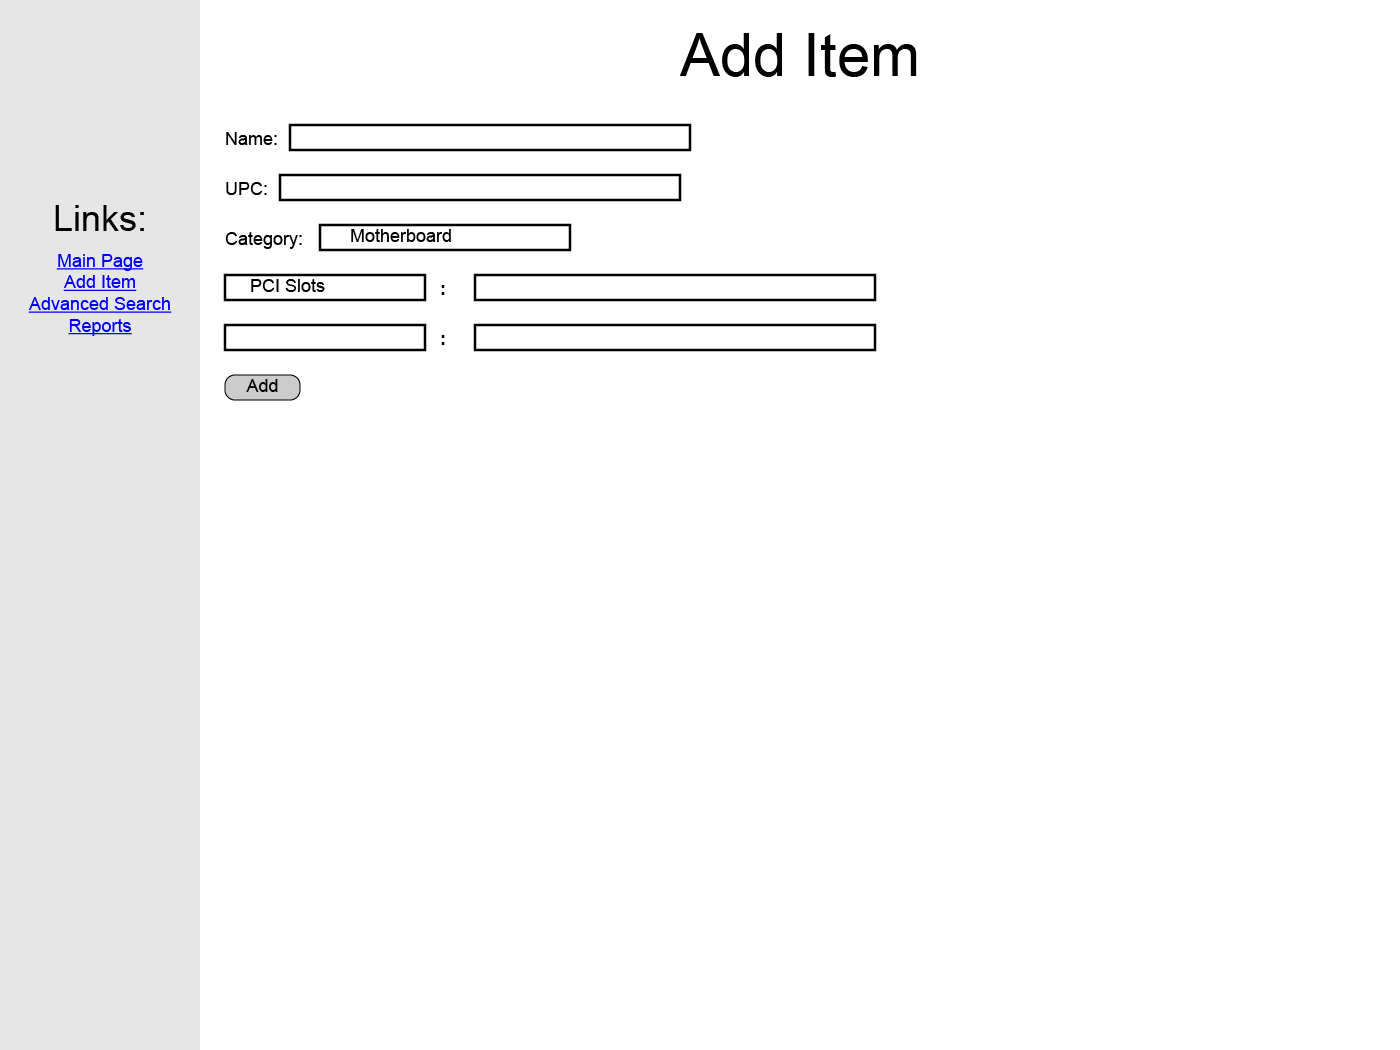 Add Item
Name:
UPC:
Links:
Category: Motherboard
Main Page
Add Item
PCI Slots :
Advanced Search
Reports
:
Add